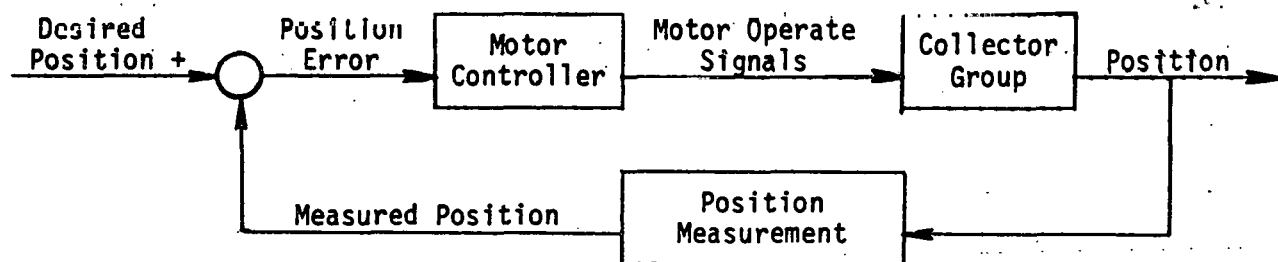 Desired
Position +
Position
Error
Motor
Controller
Motor Operate
Signals
Collector
Group
Position
Measured Position
Position
Measurement